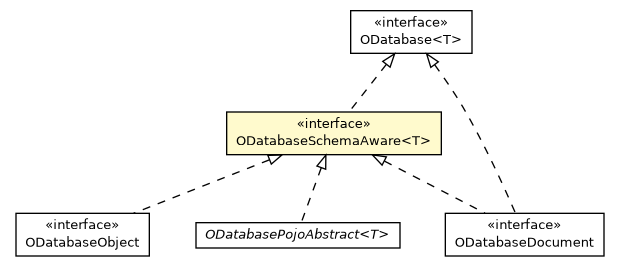 «interface»
ODatabase<T>
«interface»
ODatabaseSchemaAware<T>
«interface»
ODatabaseObject
ODatabasePojoAbstract<T>
«interface»
ODatabaseDocument